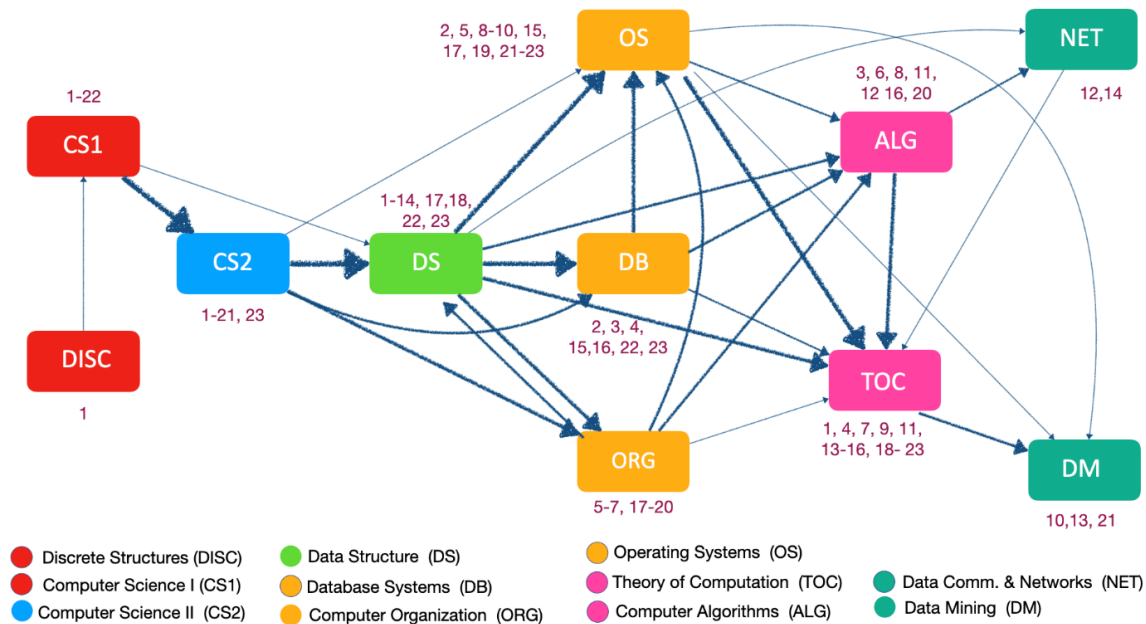 2, 5, 8-10, 15,
17, 19, 21-23
OS
NET
12,14
3, 6, 8, 11,
12 16, 20
ALG
1-22
CS1
CS2
1-21, 23
1-14, 17,18,
22, 23
DS
DB
2, 3, 4,
15,16, 22, 23
DISC
1
TOC
1, 4, 7, 9, 11,
13-16, 18- 23
ORG
5-7, 17-20
DM
10,13, 21
Discrete Structures (DISC)
Computer Science I (CS1)
Computer Science II (CS2)
Data Structure (DS)
Database Systems (DB)
Computer Organization (ORG)
Operating Systems (OS)
Theory of Computation (TOC)
Computer Algorithms (ALG)
Data Comm. & Networks (NET)
Data Mining (DM)